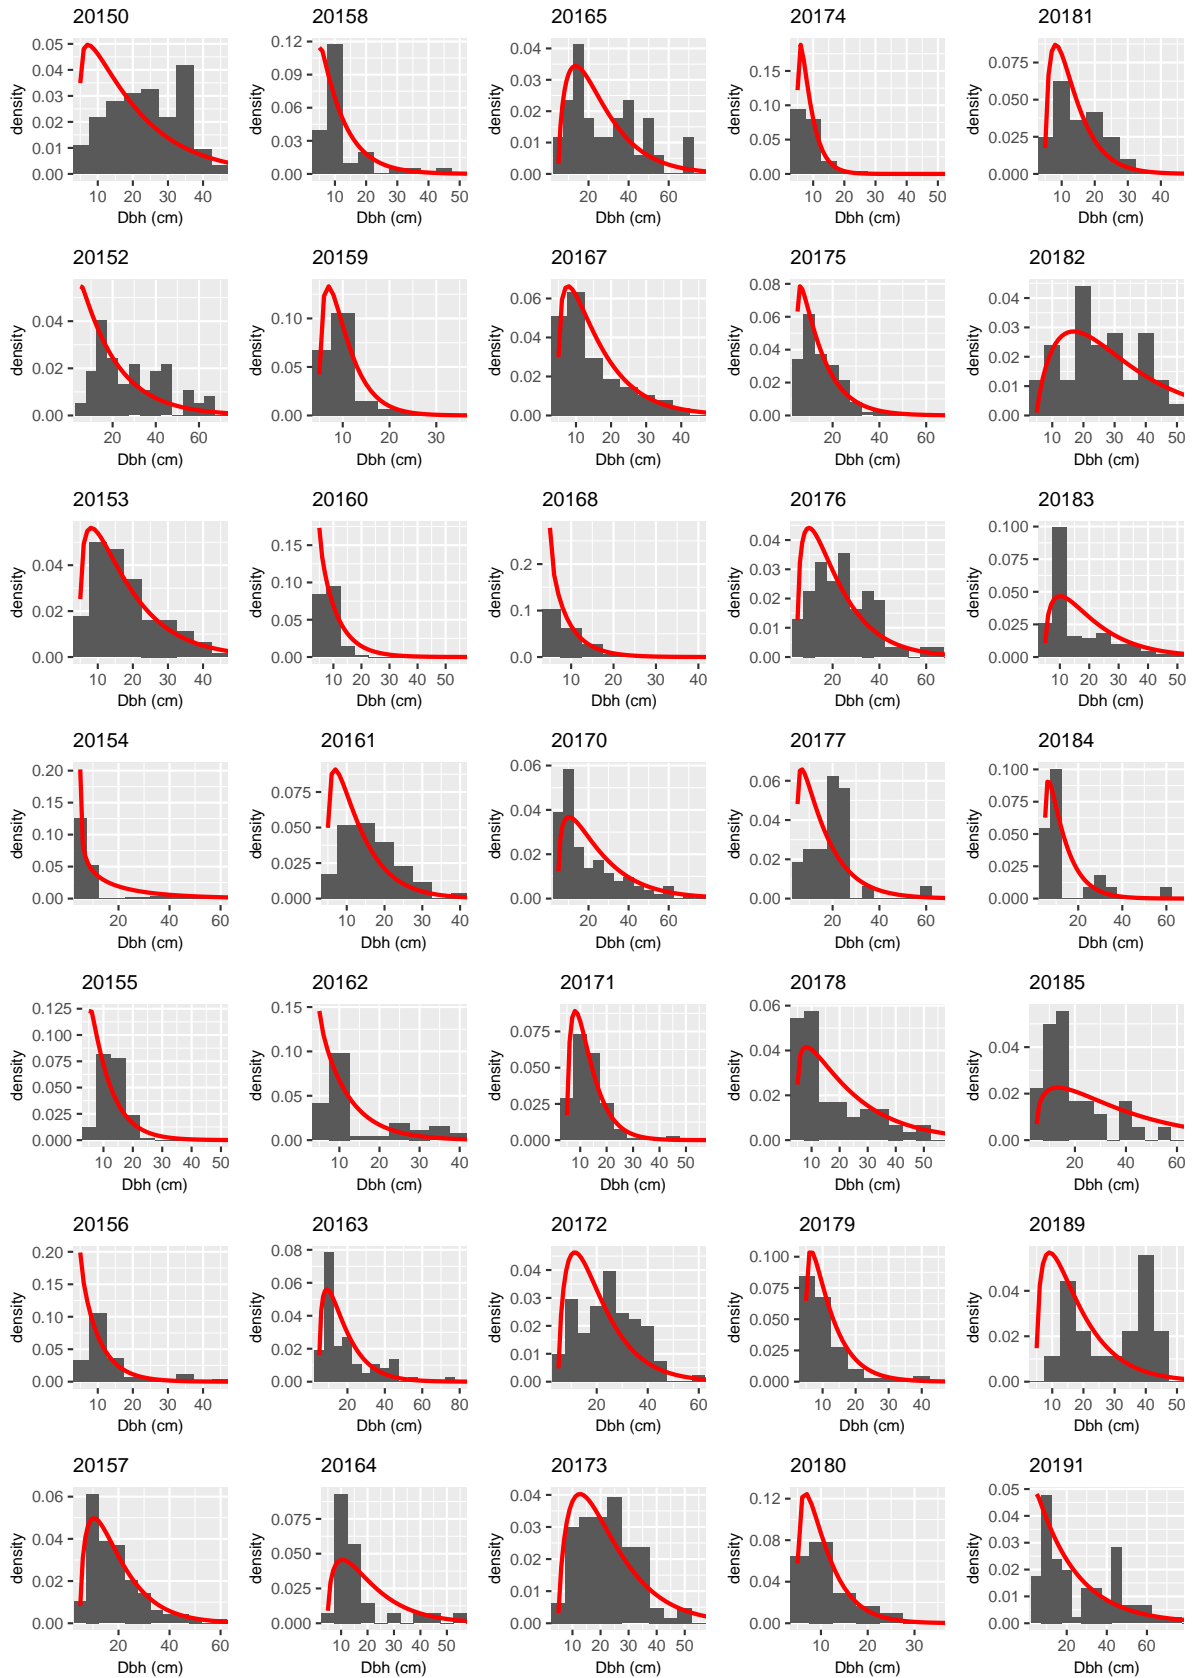 20150 20158 20165 20174 20181
0.05 0.04 0.03 0.02 0.01 0.00 density 10 20 30 40 Dbh (cm)
0.12 0.09 0.06 0.03 0.00 density 10 20 30 40 50 Dbh (cm)
0.04 0.03 0.02 0.01 0.00 density 20 40 60 Dbh (cm)
0.15 0.10 0.05 0.00 density 10 20 30 40 50 Dbh (cm)
0.075 0.050 0.025 0.000 density 10 20 30 40 Dbh (cm)
20152 20159 20167 20175 20182
0.04 0.02 0.00 density 20 40 60 Dbh (cm)
0.10 0.05 0.00 density 10 20 30 Dbh (cm)
0.06 0.04 0.02 0.00 density 10 20 30 40 Dbh (cm)
0.08 0.06 0.04 0.02 0.00 density 20 40 60 Dbh (cm)
0.04 0.03 0.02 0.01 0.00 density 10 20 30 40 50 Dbh (cm)
20153 20160 20168 20176 20183
0.04 0.02 0.00 density 10 20 30 40 Dbh (cm)
0.15 0.10 0.05 0.00 density 10 20 30 40 50 Dbh (cm)
0.2 0.1 0.0 density 10 20 30 40 Dbh (cm)
0.04 0.03 0.02 0.01 0.00 density 20 40 60 Dbh (cm)
0.100 0.075 0.050 0.025 0.000 density 10 20 30 40 50 Dbh (cm)
20154 20161 20170 20177 20184
0.20 0.15 0.10 0.05 0.00 density 20 40 60 Dbh (cm)
0.075 0.050 0.025 0.000 density 10 20 30 40 Dbh (cm)
0.06 0.04 0.02 0.00 density 20 40 60 Dbh (cm)
0.06 0.04 0.02 0.00 density 20 40 60 Dbh (cm)
0.100 0.075 0.050 0.025 0.000 density 20 40 60 Dbh (cm)
20155 20162 20171 20178 20185
0.125 0.100 0.075 0.050 0.025 0.000 density 10 20 30 40 50 Dbh (cm)
0.15 0.10 0.05 0.00 density 10 20 30 40 Dbh (cm)
0.075 0.050 0.025 0.000 density 10 20 30 40 50 Dbh (cm)
0.06 0.04 0.02 0.00 density 10 20 30 40 50 Dbh (cm)
0.04 0.02 0.00 density 20 40 60 Dbh (cm)
20156 20163 20172 20179 20189
0.20 0.15 0.10 0.05 0.00 density 10 20 30 40 Dbh (cm)
0.08 0.06 0.04 0.02 0.00 density 20 40 60 80 Dbh (cm)
0.05 0.04 0.03 0.02 0.01 0.00 density 20 40 60 Dbh (cm)
0.100 0.075 0.050 0.025 0.000 density 10 20 30 40 Dbh (cm)
0.04 0.02 0.00 density 10 20 30 40 50 Dbh (cm)
20157 20164 20173 20180 20191
0.06 0.04 0.02 0.00 density 20 40 60 Dbh (cm)
0.075 0.050 0.025 0.000 density 10 20 30 40 50 Dbh (cm)
0.04 0.03 0.02 0.01 0.00 density 10 20 30 40 50 Dbh (cm)
0.12 0.08 0.04 0.00 density 10 20 30 Dbh (cm)
0.05 0.04 0.03 0.02 0.01 0.00 density 20 40 60 Dbh (cm)